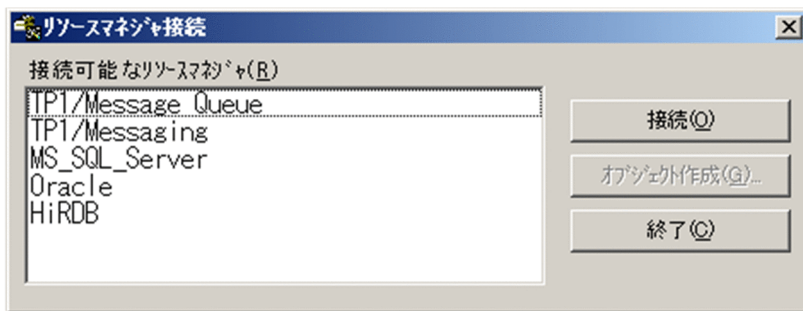 リソースマネジャ接続
接続可能なリソースマネジャ(R)
TP1/Message Queue
TP1/Messaging
MS_SQL_Server
Oracle
HiRDB
接続(O)
オブジェクト作成(G)...
終了(C)